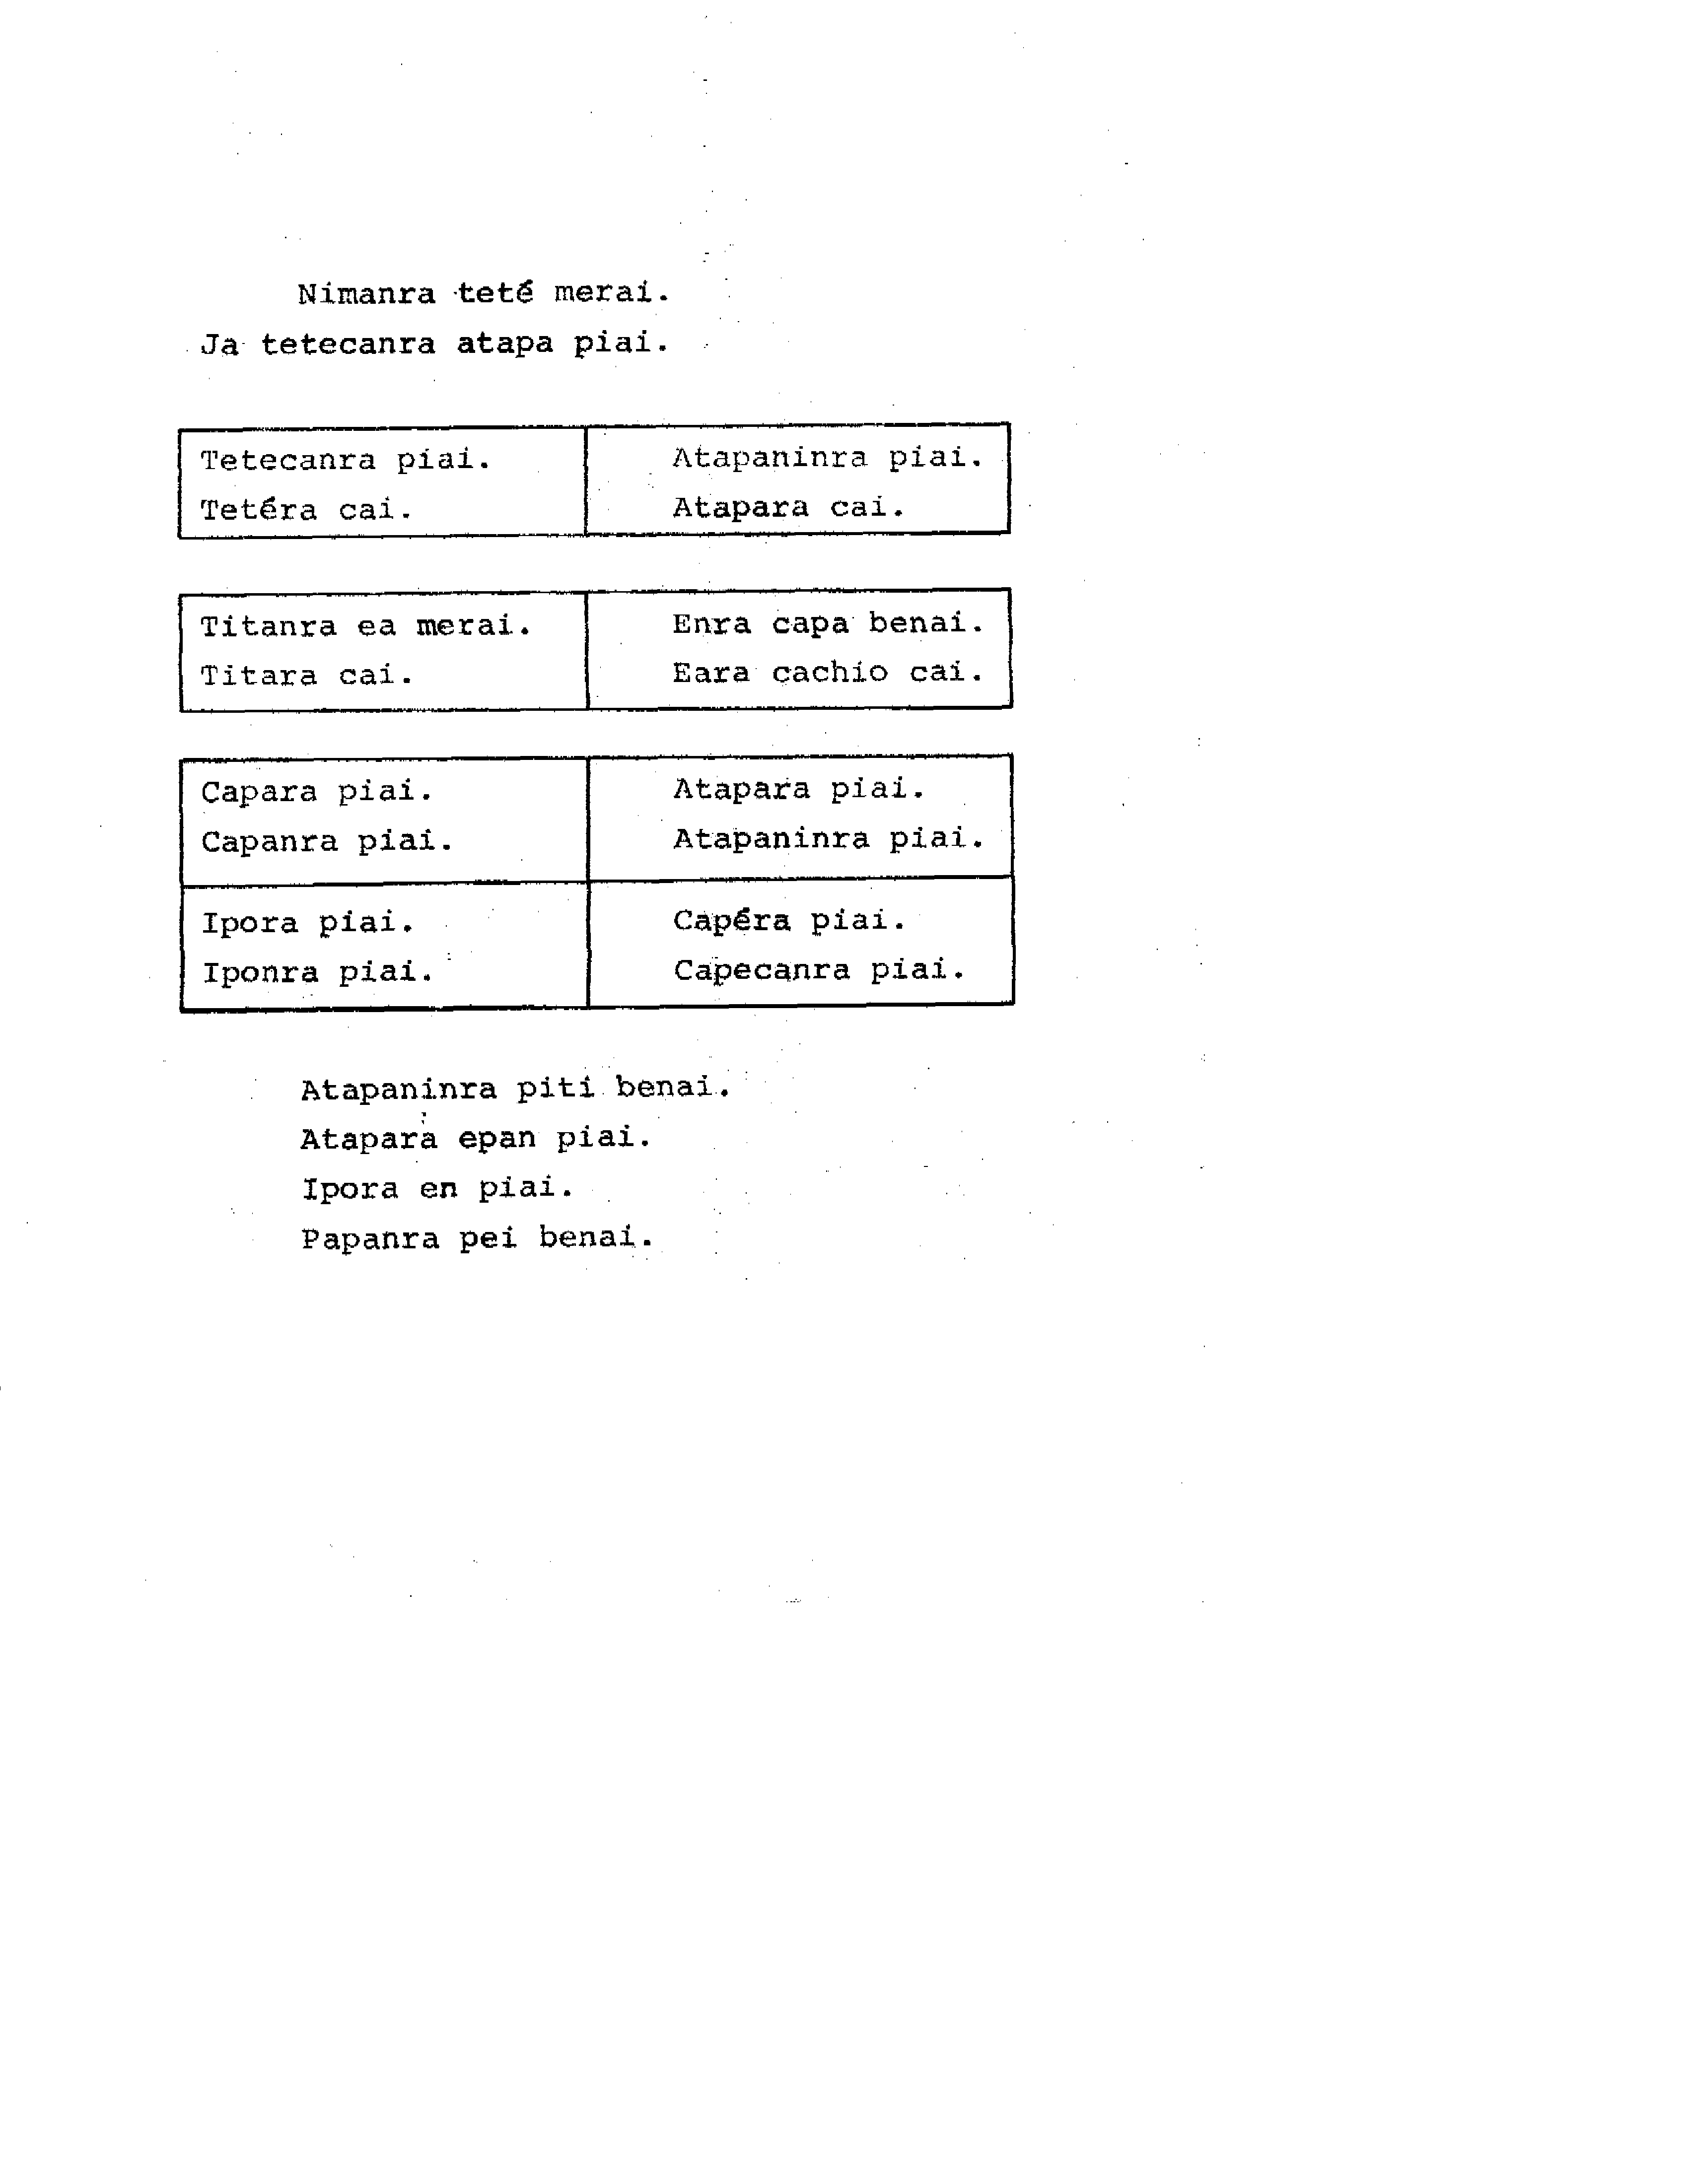 Nimanra teté merai.
Ja tetecanra atapa piai.
Tetecanra piai.
Tetéra cai.
Atapaninra piai.
Atapara cai.
Titanra ea merai.
Titara cai.
Enra capa benai.
Eara cachio cai.
Capara piai.
Capanra piai.
Atapara piai.
Atapaninra piai.
Ipora piai.
Iponra piai.
Capéra piai.
Capecanra piai.
Atapaninra piti benai.
Atapara epan piai.
Ipora en piai.
Papanra pei benai.